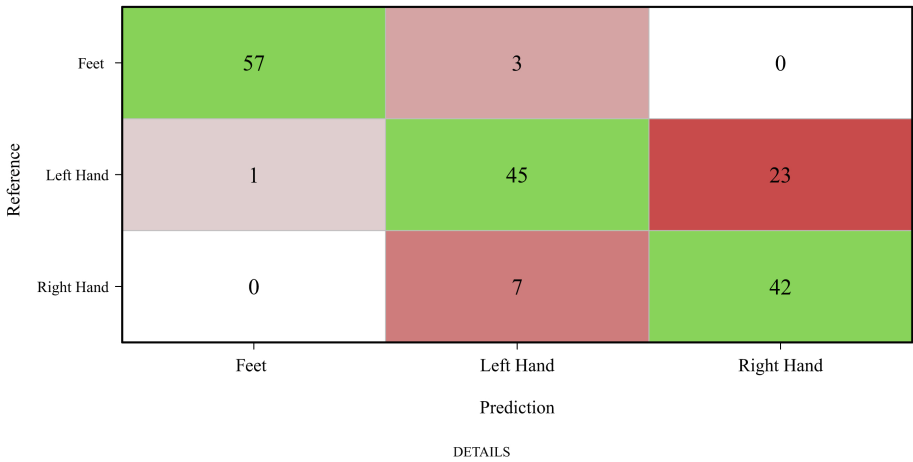 Feet 57 3 0
Reference
Left Hand 1 45 23
Right Hand 0 7 42
Feet Left Hand Right Hand
Prediction
DETAILS